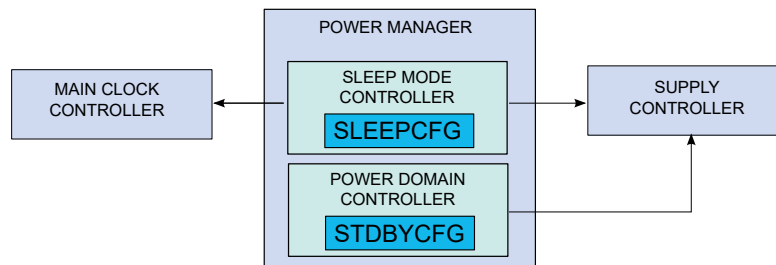 POWER MANAGER
MAIN CLOCK
CONTROLLER
SLEEP MODE
CONTROLLER
SLEEPCFG
SUPPLY
CONTROLLER
POWER DOMAIN
CONTROLLER
STDBYCFG